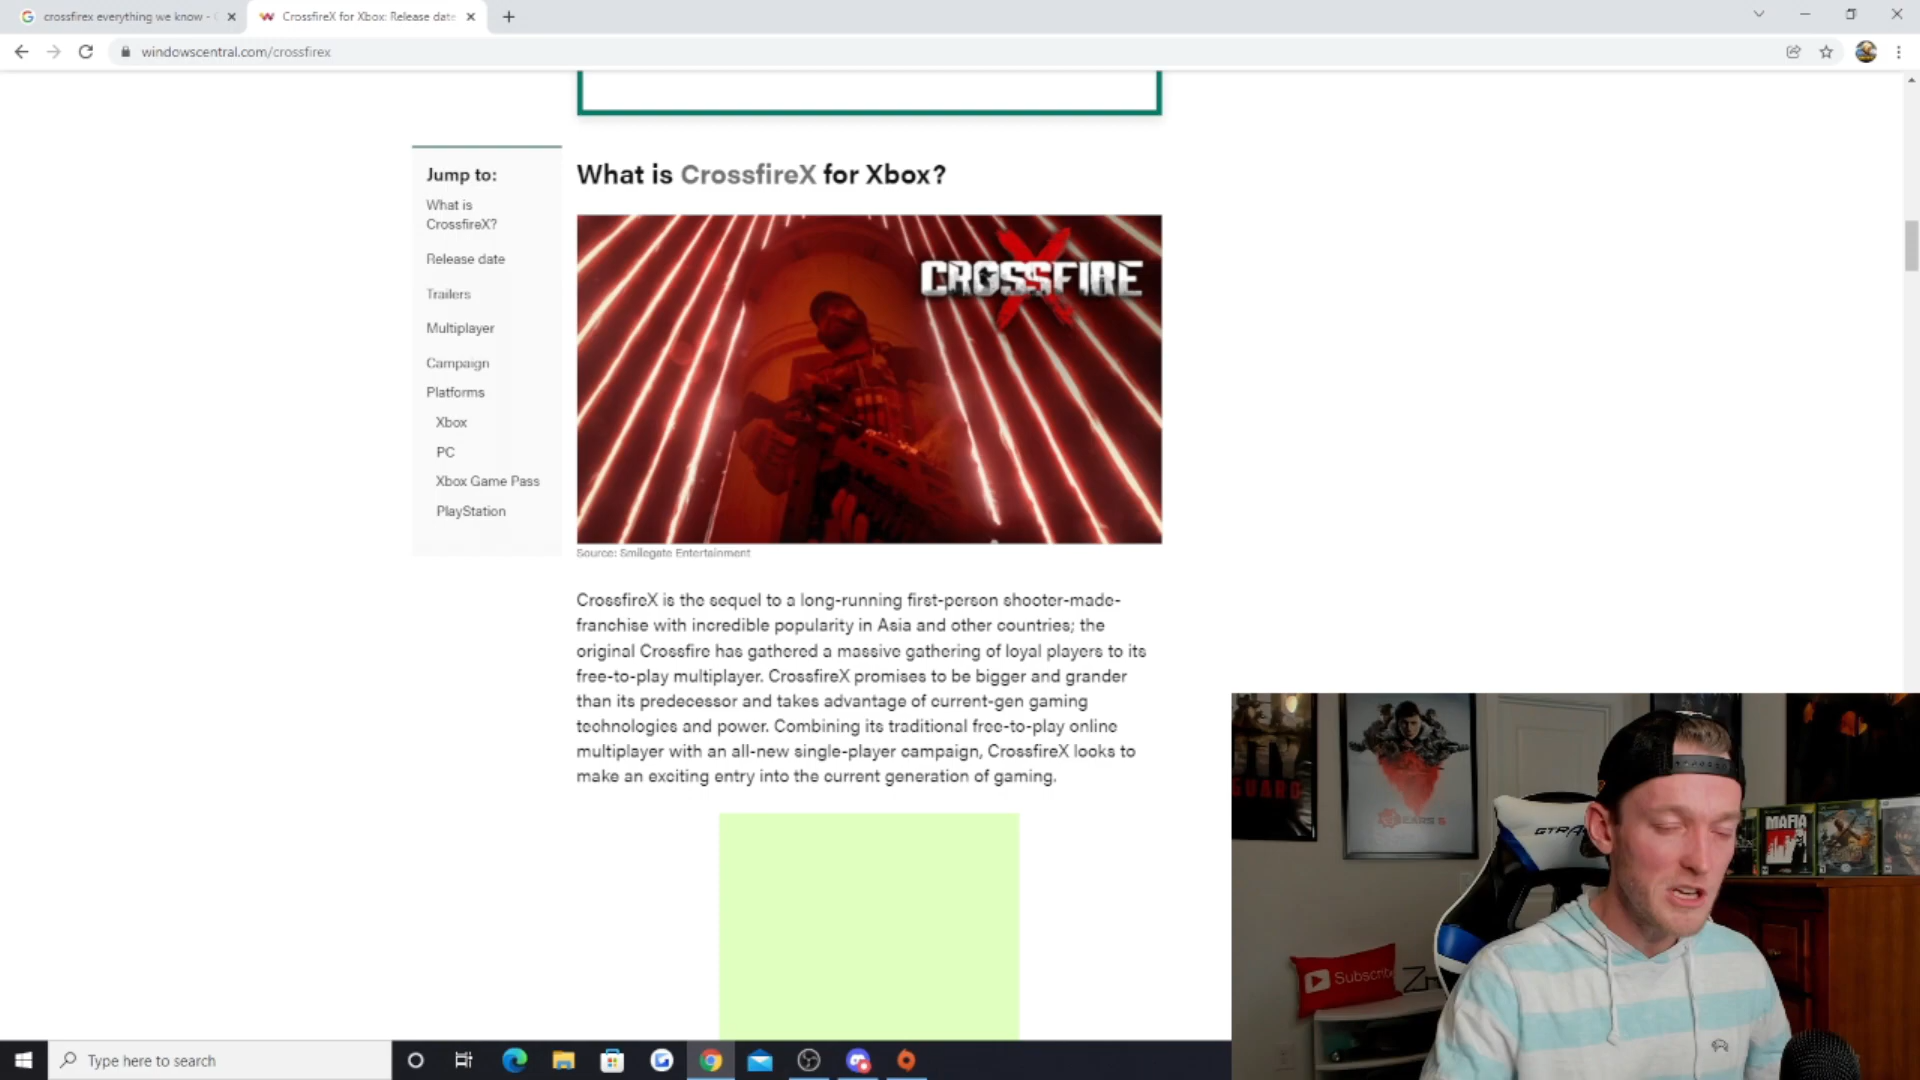 crossfirex everything we know -
CrossfireX for Xbox: Release date
windowscentral.com/crossfirex
Jump to:
What is
CrossfireX?
Release date
Trailers
Multiplayer
Campaign
Platforms
Xbox
PC
Xbox Game Pass
PlayStation
What is CrossfireX for Xbox?
CROSSFIRE
X
Source: Smilegate Entertainment
CrossfireX is the sequel to a long-running first-person shooter-made-
franchise with incredible popularity in Asia and other countries; the
original Crossfire has gathered a massive gathering of loyal players to its
free-to-play multiplayer. CrossfireX promises to be bigger and grander
than its predecessor and takes advantage of current-gen gaming
technologies and power. Combining its traditional free-to-play online
multiplayer with an all-new single-player campaign, CrossfireX looks to
make an exciting entry into the current generation of gaming.
GEARS 5
MAFIA
Subscribe
Type here to search